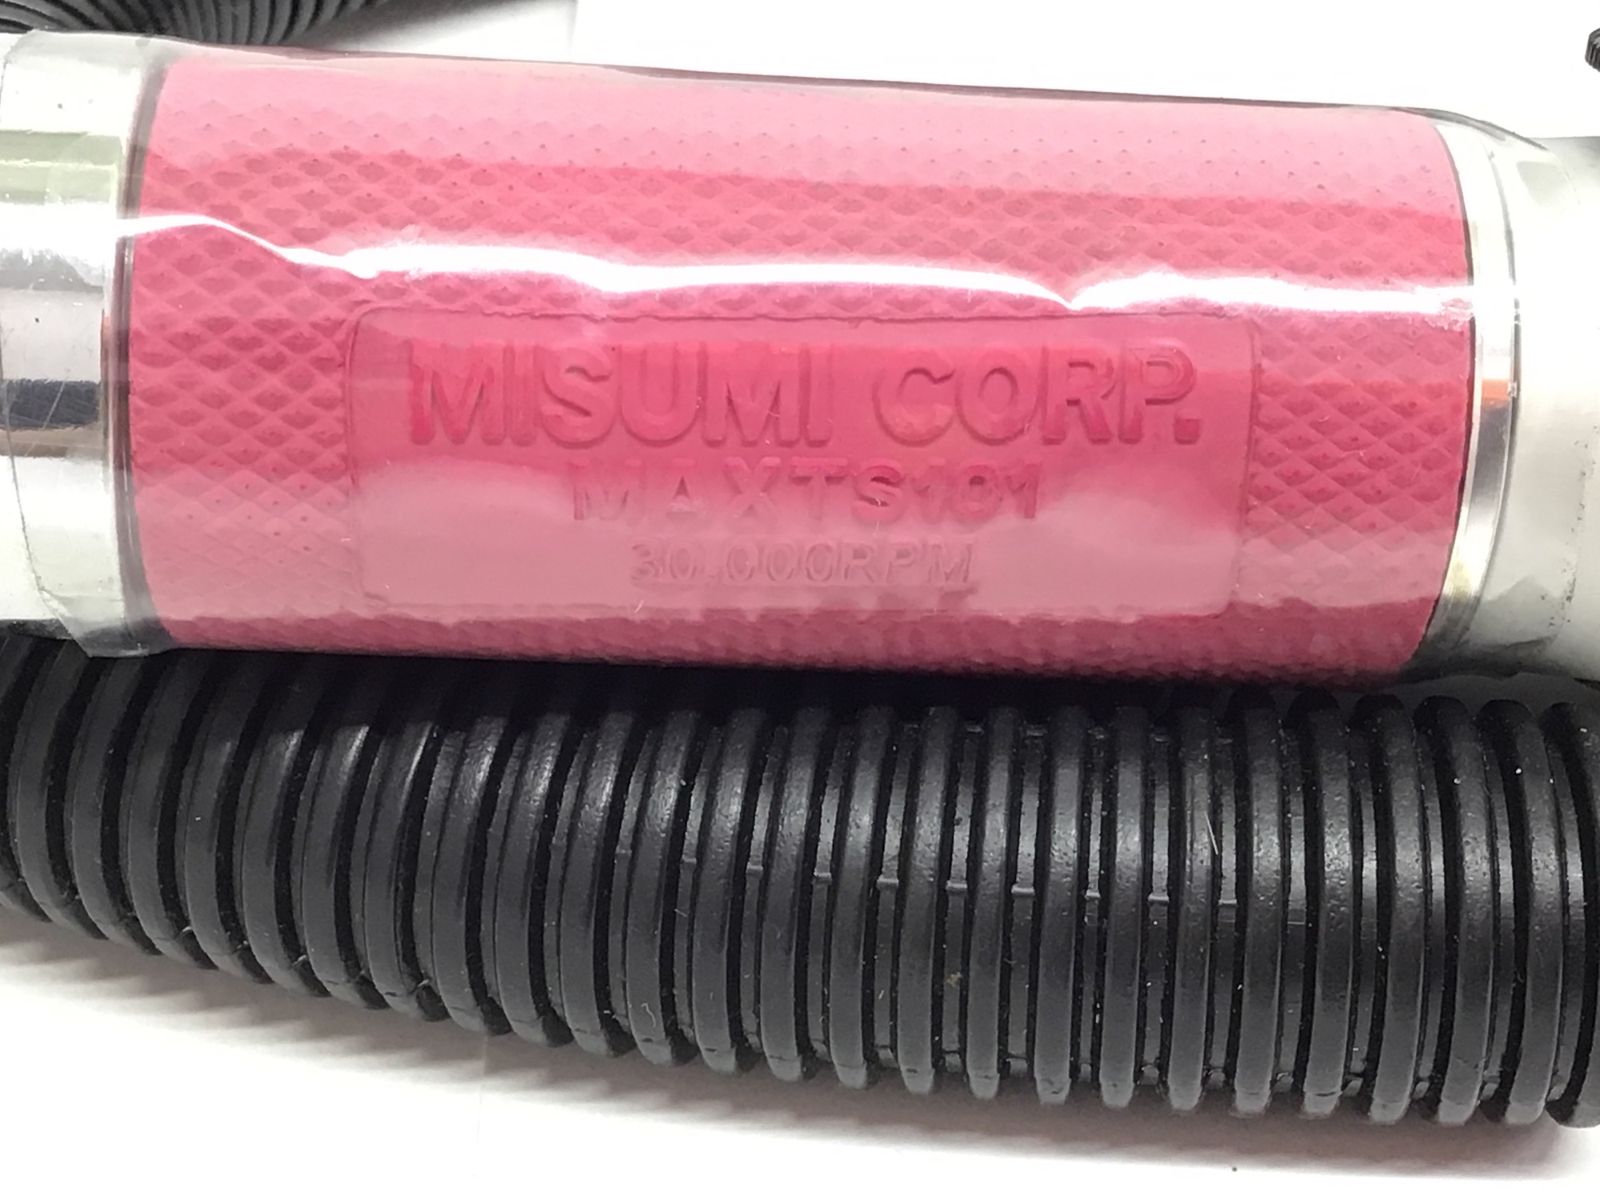 MISUMI CORP.
MAXTS101
30,000RPM